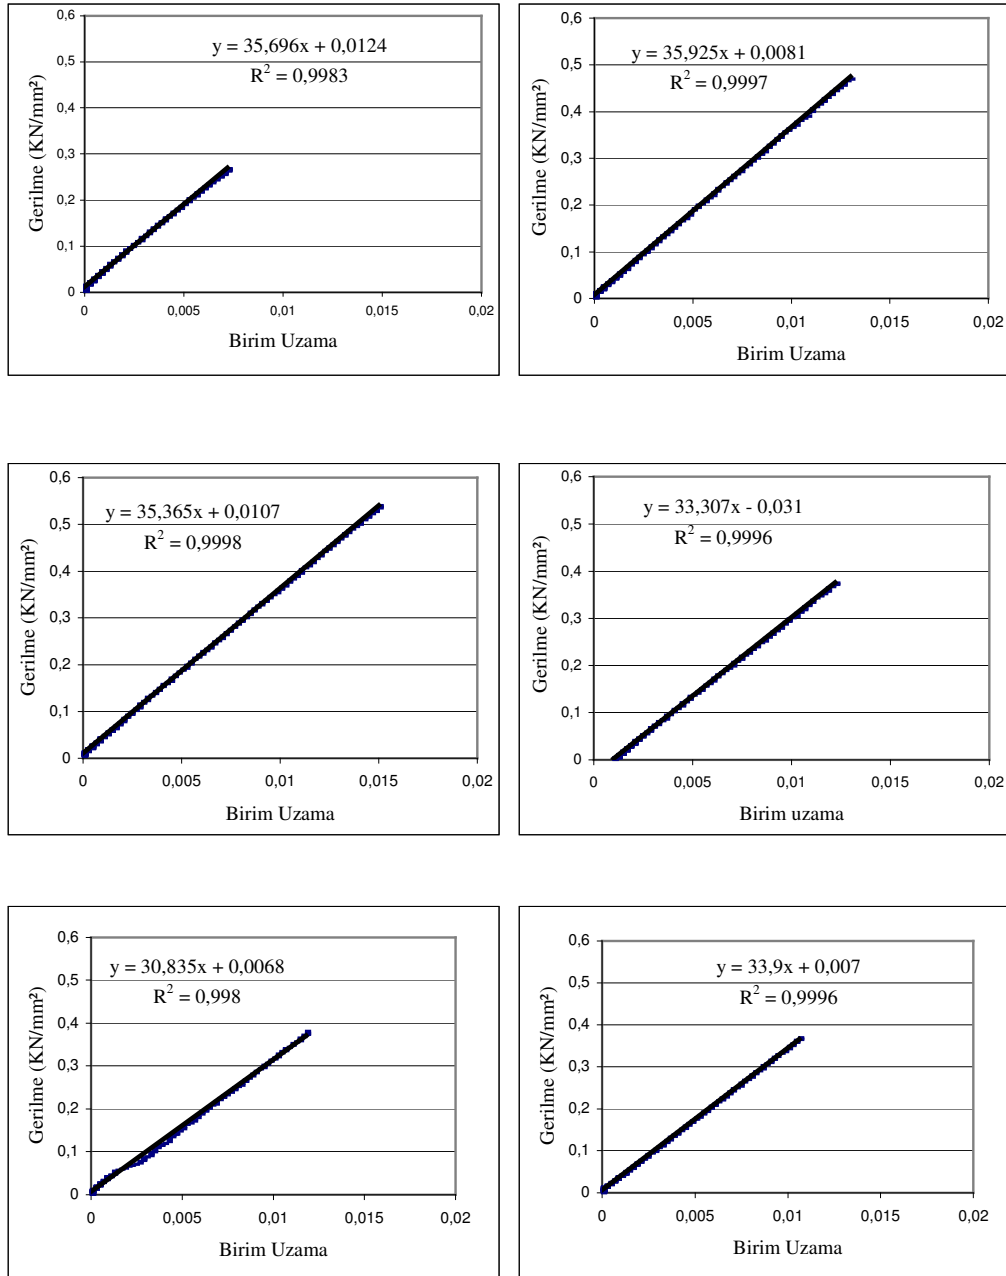 y = 35,696x + 0,0124
R² = 0,9983
Gerilme (KN/mm²)
0,6
0,5
0,4
0,3
0,2
0,1
0
0 0,005 0,01 0,015 0,02
Birim Uzama
y = 35,925x + 0,0081
R² = 0,9997
Gerilme (KN/mm²)
0,6
0,5
0,4
0,3
0,2
0,1
0
0 0,005 0,01 0,015 0,02
Birim Uzama
y = 35,365x + 0,0107
R² = 0,9998
Gerilme (KN/mm²)
0,6
0,5
0,4
0,3
0,2
0,1
0
0 0,005 0,01 0,015 0,02
Birim Uzama
y = 33,307x - 0,031
R² = 0,9996
Gerilme (KN/mm²)
0,6
0,5
0,4
0,3
0,2
0,1
0
0 0,005 0,01 0,015 0,02
Birim uzama
y = 30,835x + 0,0068
R² = 0,998
Gerilme (KN/mm²)
0,6
0,5
0,4
0,3
0,2
0,1
0
0 0,005 0,01 0,015 0,02
Birim Uzama
y = 33,9x + 0,007
R² = 0,9996
Gerilme (KN/mm²)
0,6
0,5
0,4
0,3
0,2
0,1
0
0 0,005 0,01 0,015 0,02
Birim Uzama